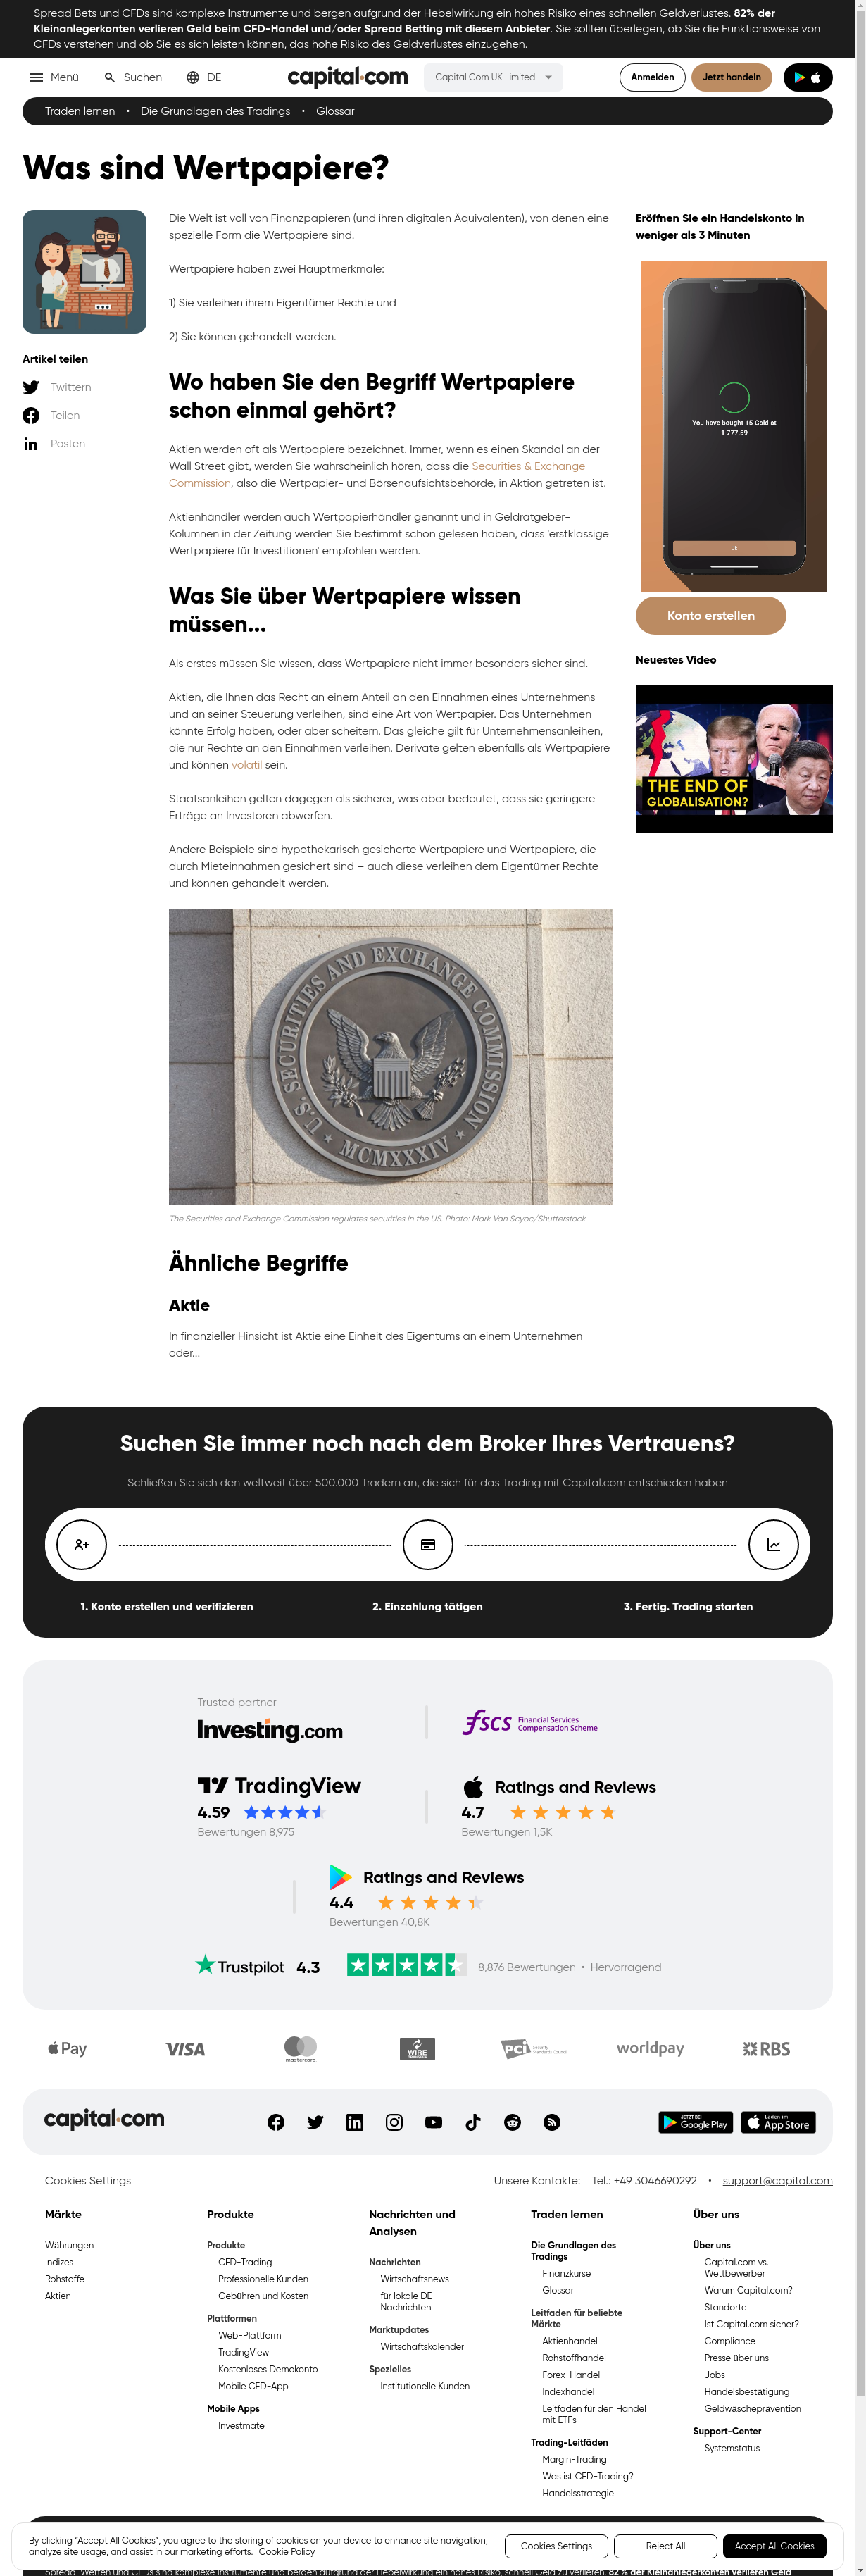 Spread Bets und CFDs sind komplexe Instrumente und bergen aufgrund der Hebelwirkung ein hohes Risiko eines schnellen Geldverlustes. 82% der
Kleinanlegerkonten verlieren Geld beim CFD-Handel und/oder Spread Betting mit diesem Anbieter. Sie sollten überlegen, ob Sie die Funktionsweise von
CFDs verstehen und ob Sie es sich leisten können, das hohe Risiko des Geldverlustes einzugehen.
Menü
Suchen
DE
capital.com
Capital Com UK Limited
Anmelden
Jetzt handeln
Traden lernen • Die Grundlagen des Tradings • Glossar
Was sind Wertpapiere?
Artikel teilen
Twittern
Teilen
Posten
Die Welt ist voll von Finanzpapieren (und ihren digitalen Äquivalenten), von denen eine
spezielle Form die Wertpapiere sind.
Wertpapiere haben zwei Hauptmerkmale:
1) Sie verleihen ihrem Eigentümer Rechte und
2) Sie können gehandelt werden.
Wo haben Sie den Begriff Wertpapiere
schon einmal gehört?
Aktien werden oft als Wertpapiere bezeichnet. Immer, wenn es einen Skandal an der
Wall Street gibt, werden Sie wahrscheinlich hören, dass die Securities & Exchange
Commission, also die Wertpapier- und Börsenaufsichtsbehörde, in Aktion getreten ist.
Aktienhändler werden auch Wertpapierhändler genannt und in Geldratgeber-
Kolumnen in der Zeitung werden Sie bestimmt schon gelesen haben, dass 'erstklassige
Wertpapiere für Investitionen' empfohlen werden.
Was Sie über Wertpapiere wissen
müssen...
Als erstes müssen Sie wissen, dass Wertpapiere nicht immer besonders sicher sind.
Aktien, die Ihnen das Recht an einem Anteil an den Einnahmen eines Unternehmens
und an seiner Steuerung verleihen, sind eine Art von Wertpapier. Das Unternehmen
könnte Erfolg haben, oder aber scheitern. Das gleiche gilt für Unternehmensanleihen,
die nur Rechte an den Einnahmen verleihen. Derivate gelten ebenfalls als Wertpapiere
und können volatil sein.
Staatsanleihen gelten dagegen als sicherer, was aber bedeutet, dass sie geringere
Erträge an Investoren abwerfen.
Andere Beispiele sind hypothekarisch gesicherte Wertpapiere und Wertpapiere, die
durch Mieteinnahmen gesichert sind – auch diese verleihen dem Eigentümer Rechte
und können gehandelt werden.
U.S. SECURITIES AND EXCHANGE COMMISSION
MCMXXXIV
The Securities and Exchange Commission regulates securities in the US. Photo: Mark Van Scyoc/Shutterstock
Ähnliche Begriffe
Aktie
In finanzieller Hinsicht ist Aktie eine Einheit des Eigentums an einem Unternehmen
oder...
Eröffnen Sie ein Handelskonto in
weniger als 3 Minuten
You have bought 15 Gold at
1 777,59
Ok
Konto erstellen
Neuestes Video
THE END OF
GLOBALISATION?
Suchen Sie immer noch nach dem Broker Ihres Vertrauens?
Schließen Sie sich den weltweit über 500.000 Tradern an, die sich für das Trading mit Capital.com entschieden haben
1. Konto erstellen und verifizieren
2. Einzahlung tätigen
3. Fertig. Trading starten
Trusted partner
Investing.com
fscs Financial Services
Compensation Scheme
TradingView
4.59
Bewertungen 8,975
Ratings and Reviews
4.7
Bewertungen 1,5K
Ratings and Reviews
4.4
Bewertungen 40,8K
Trustpilot 4.3
8,876 Bewertungen • Hervorragend
Pay
VISA
mastercard
WIRE
TRANSFER
PCI Security
Standards Council
worldpay
RBS
capital.com
JETZT BEI
Google Play
Laden im
App Store
Cookies Settings
Unsere Kontakte: Tel.: +49 3046690292 • support@capital.com
Märkte
Währungen
Indizes
Rohstoffe
Aktien
Produkte
Produkte
CFD-Trading
Professionelle Kunden
Gebühren und Kosten
Plattformen
Web-Plattform
TradingView
Kostenloses Demokonto
Mobile CFD-App
Mobile Apps
Investmate
Nachrichten und
Analysen
Nachrichten
Wirtschaftsnews
für lokale DE-
Nachrichten
Marktupdates
Wirtschaftskalender
Spezielles
Institutionelle Kunden
Traden lernen
Die Grundlagen des
Tradings
Finanzkurse
Glossar
Leitfaden für beliebte
Märkte
Aktienhandel
Rohstoffhandel
Forex-Handel
Indexhandel
Leitfaden für den Handel
mit ETFs
Trading-Leitfäden
Margin-Trading
Was ist CFD-Trading?
Handelsstrategie
Über uns
Über uns
Capital.com vs.
Wettbewerber
Warum Capital.com?
Standorte
Ist Capital.com sicher?
Compliance
Presse über uns
Jobs
Handelsbestätigung
Geldwäscheprävention
Support-Center
Systemstatus
By clicking “Accept All Cookies”, you agree to the storing of cookies on your device to enhance site navigation,
analyze site usage, and assist in our marketing efforts. Cookie Policy
Cookies Settings
Reject All
Accept All Cookies
Spread-Wetten und CFDs sind komplexe Instrumente und bergen aufgrund der Hebelwirkung ein hohes Risiko, schnell Geld zu verlieren. 82 % der Kleinanlegerkonten verlieren Geld